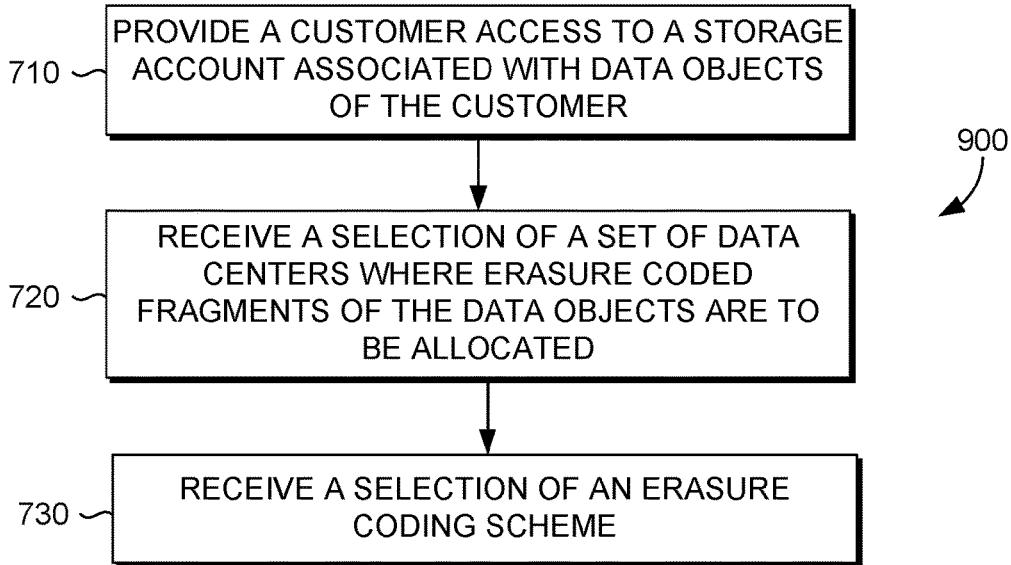 PROVIDE A CUSTOMER ACCESS TO A STORAGE
ACCOUNT ASSOCIATED WITH DATA OBJECTS
OF THE CUSTOMER
710
900
RECEIVE A SELECTION OF A SET OF DATA
CENTERS WHERE ERASURE CODED
FRAGMENTS OF THE DATA OBJECTS ARE TO
BE ALLOCATED
720
RECEIVE A SELECTION OF AN ERASURE
CODING SCHEME
730